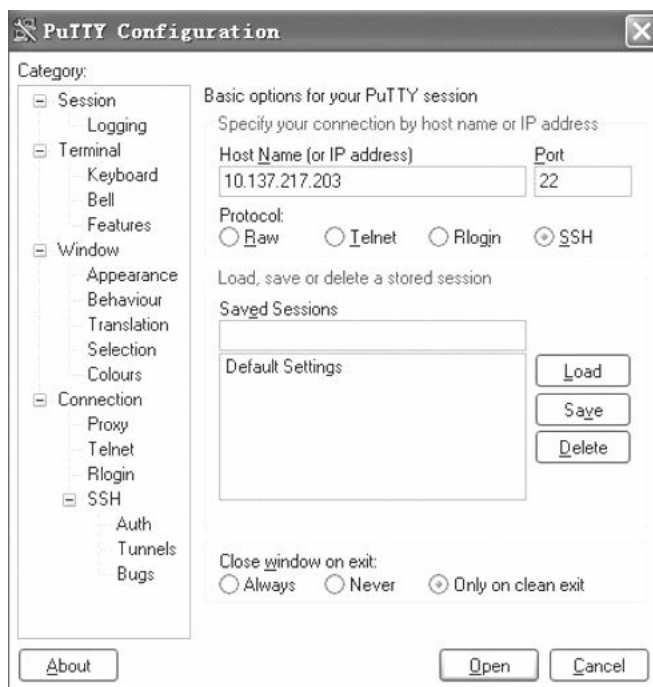 PuTTY Configuration
Category:
Session
Logging
Terminal
Keyboard
Bell
Features
Window
Appearance
Behaviour
Translation
Selection
Colours
Connection
Proxy
Telnet
Rlogin
SSH
Auth
Tunnels
Bugs
Basic options for your PuTTY session
Specify your connection by host name or IP address
Host Name (or IP address) Port
10.137.217.203 22
Protocol:
Raw Telnet Rlogin SSH
Load, save or delete a stored session
Saved Sessions
Default Settings
Load
Save
Delete
Close window on exit:
Always Never Only on clean exit
About Open Cancel